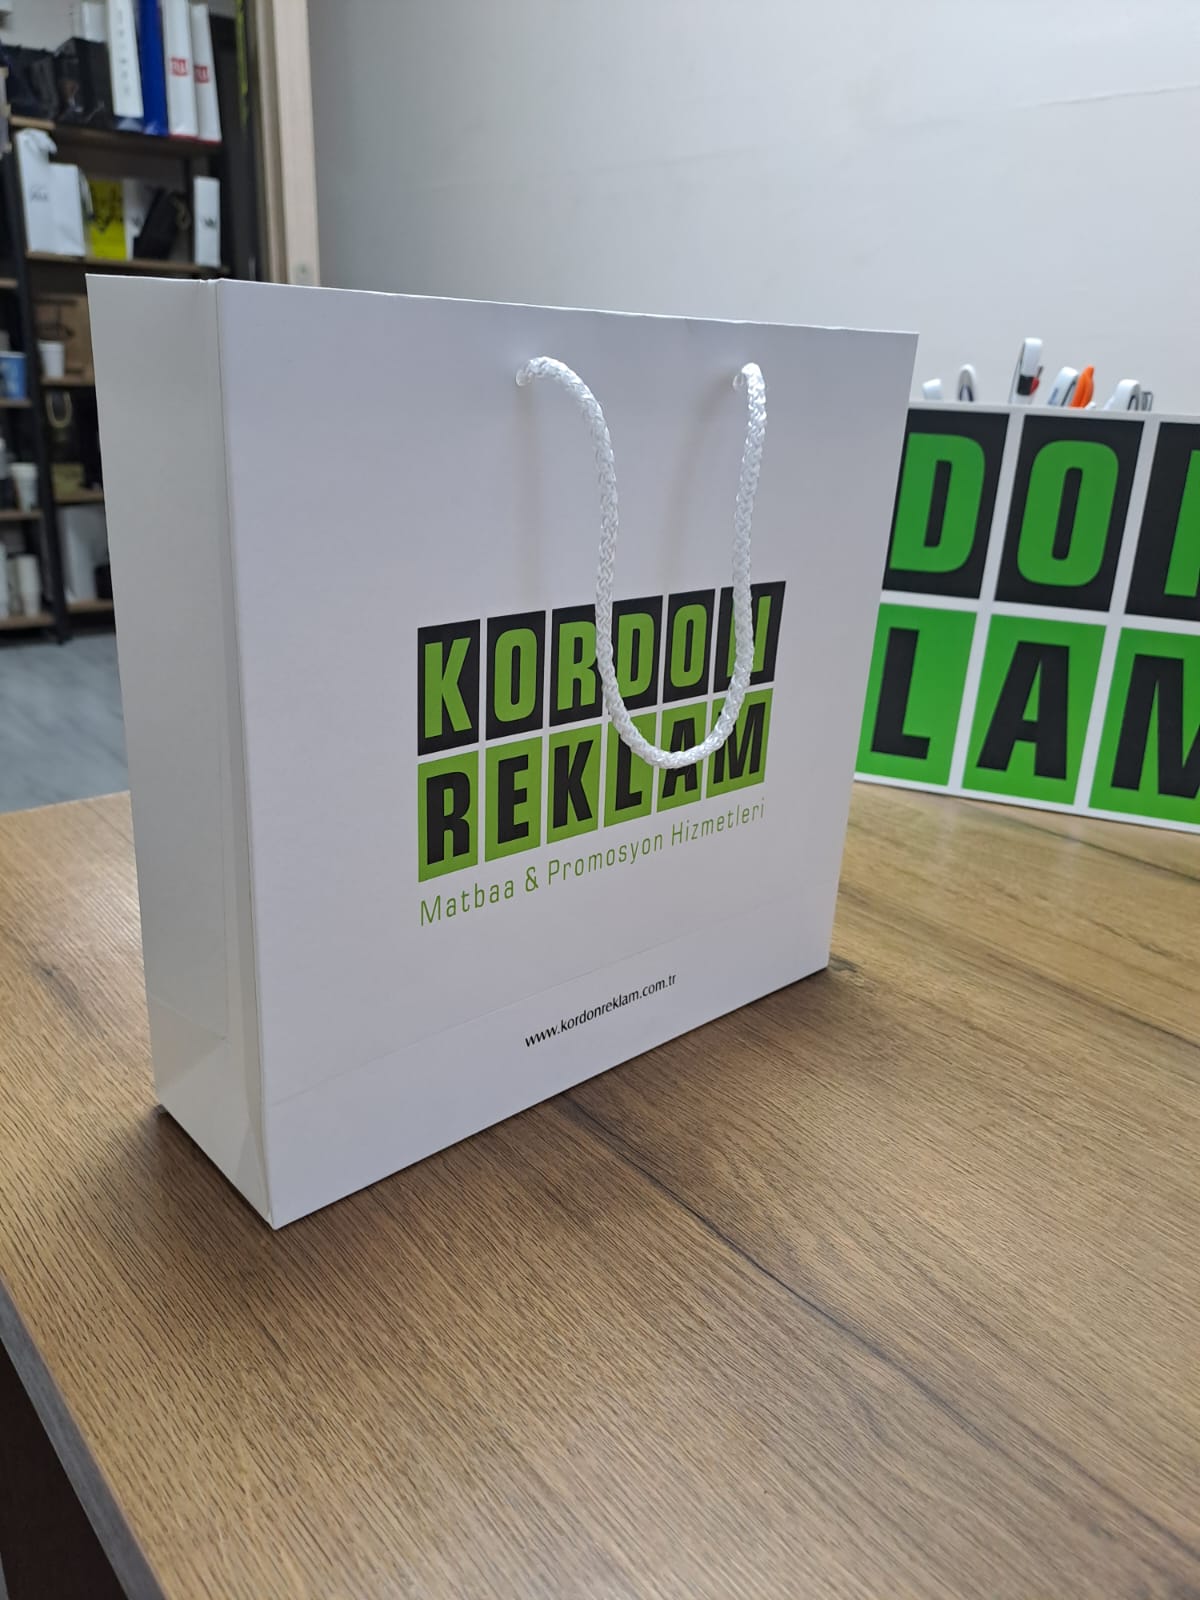 KORDON
REKLAM
Matbaa & Promosyon Hizmetleri
www.kordonreklam.com.tr
DO
LAM